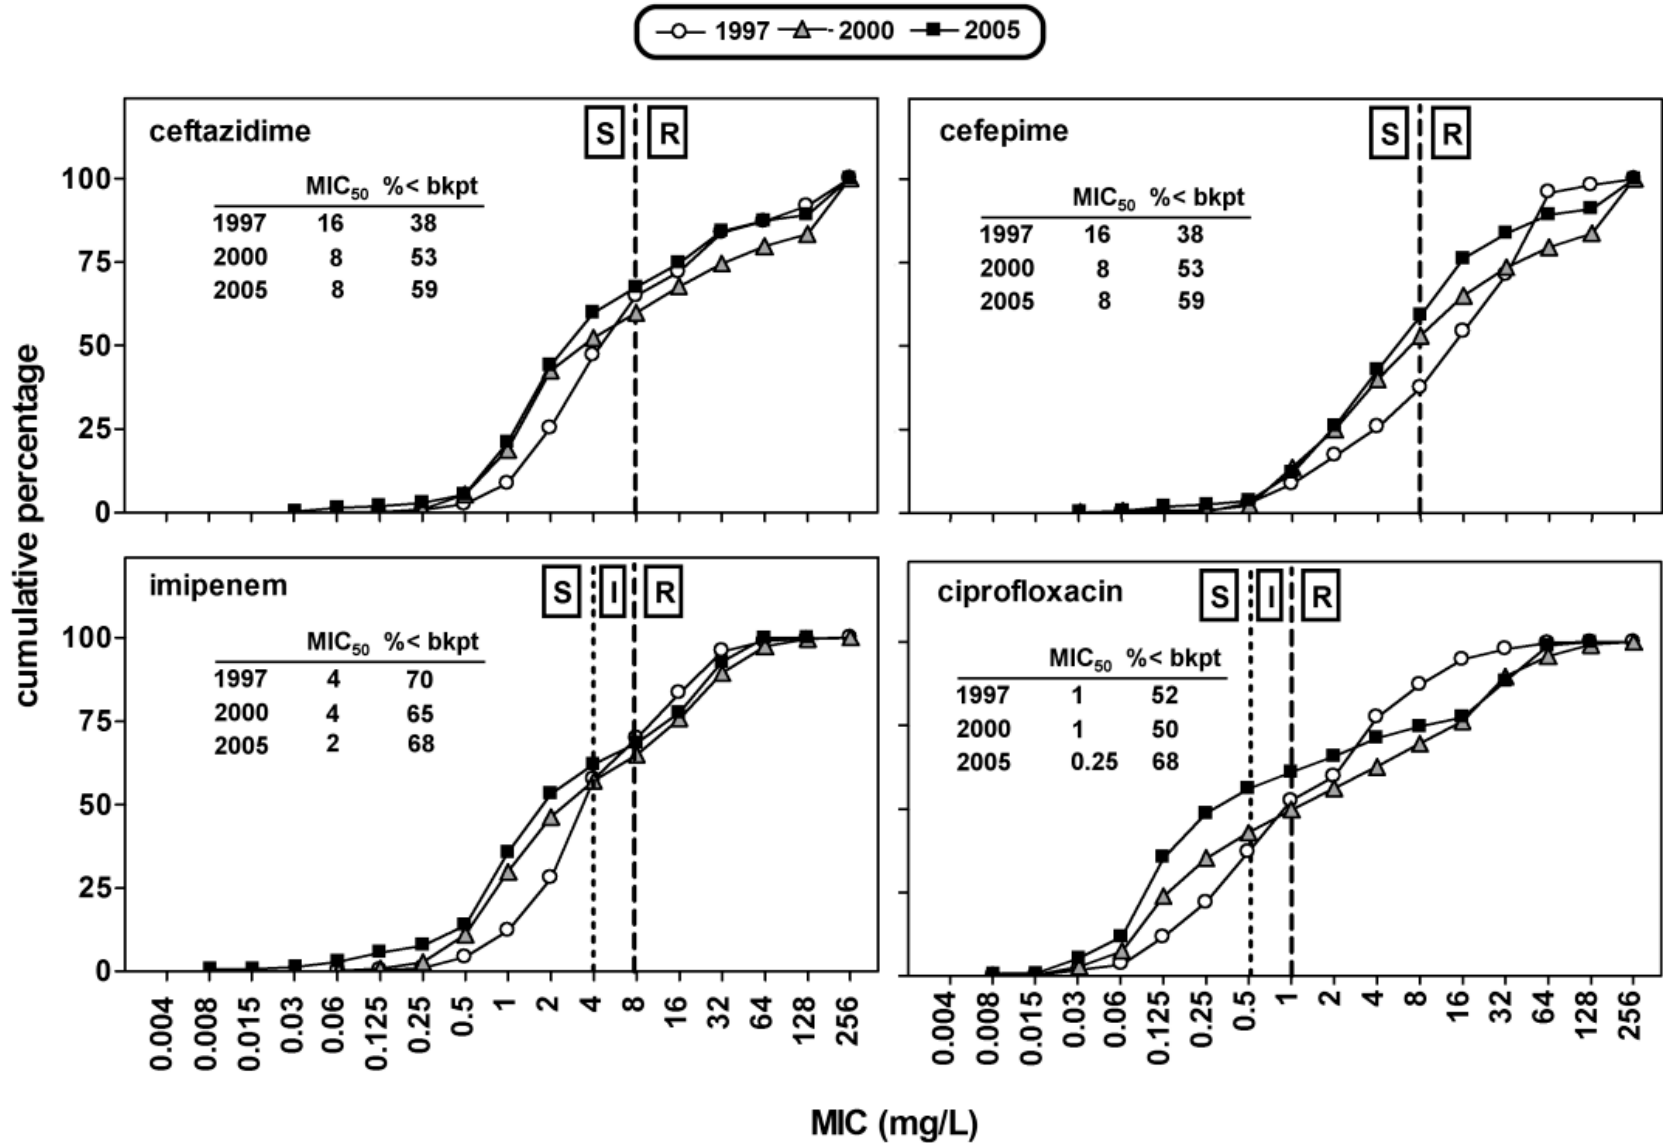 1997 2000 2005
ceftazidime
S R
MIC50 %< bkpt
1997 16 38
2000 8 53
2005 8 59
100
75
50
25
0
cefepime
S R
MIC50 %< bkpt
1997 16 38
2000 8 53
2005 8 59
cumulative percentage
imipenem
S I R
MIC50 %< bkpt
1997 4 70
2000 4 65
2005 2 68
100
75
50
25
0
0.004 0.008 0.015 0.03 0.06 0.125 0.25 0.5 1 2 4 8 16 32 64 128 256
ciprofloxacin
S I R
MIC50 %< bkpt
1997 1 52
2000 1 50
2005 0.25 68
0.004 0.008 0.015 0.03 0.06 0.125 0.25 0.5 1 2 4 8 16 32 64 128 256
MIC (mg/L)